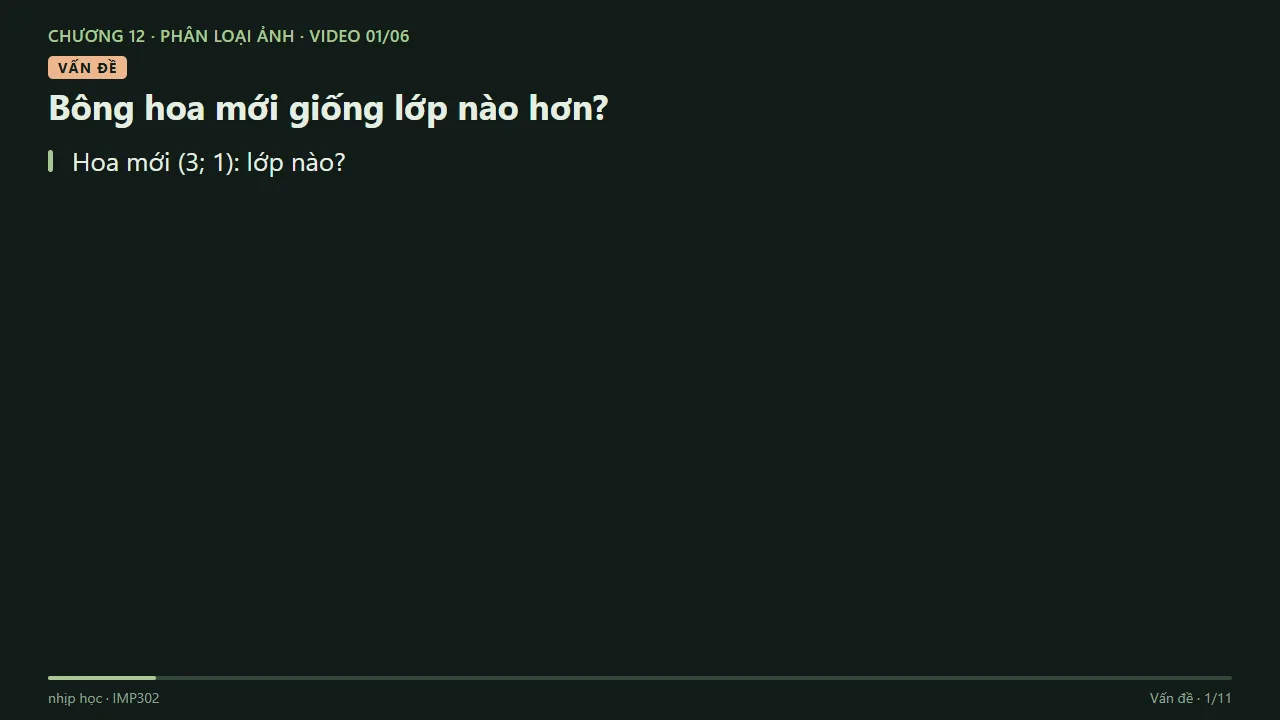 CHƯƠNG 12 · PHÂN LOẠI ẢNH · VIDEO 01/06
VẤN ĐỀ
Bông hoa mới giống lớp nào hơn?
Hoa mới (3; 1): lớp nào?
nhịp học · IMP302
Vấn đề · 1/11